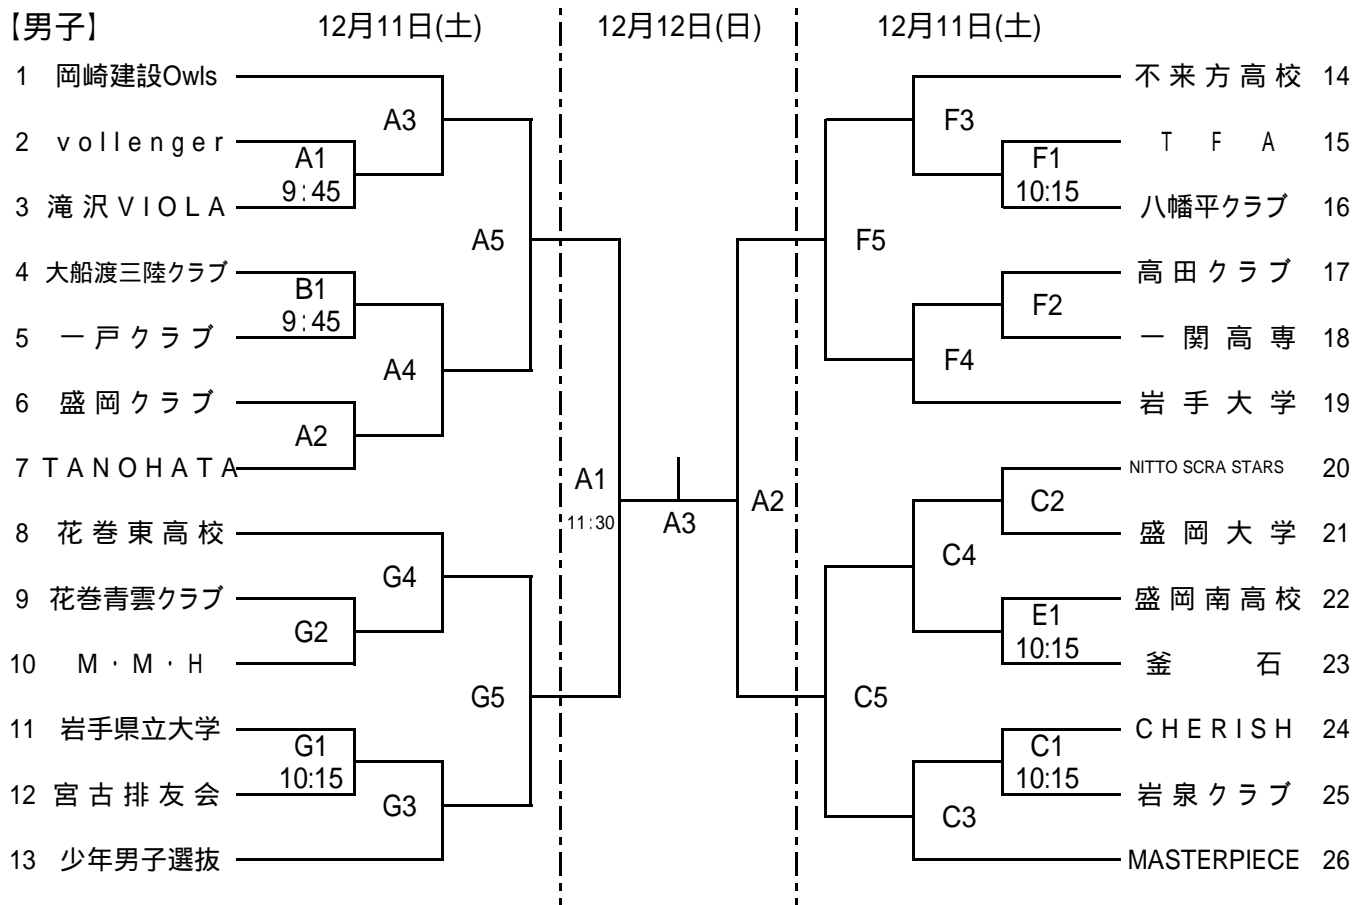 【男子】 12月11日(土) 12月12日(日) 12月11日(土)
1 岡崎建設Owls
2 vollenger
3 滝沢VIOLA
4 大船渡三陸クラブ
5 一戸クラブ
6 盛岡クラブ
7 TANOHATA
8 花巻東高校
9 花巻青雲クラブ
10 M・M・H
11 岩手県立大学
12 宮古排友会
13 少年男子選抜
A1
9:45
B1
9:45
A2
G2
G1
10:15
A3
A4
G4
G3
A5
G5
A1
11:30
A3
A2
F5
C5
F3
F4
C4
C3
F1
10:15
F2
C2
E1
10:15
C1
10:15
不来方高校 14
TFA 15
八幡平クラブ 16
高田クラブ 17
一関高専 18
岩手大学 19
NITTO SCRA STARS 20
盛岡大学 21
盛岡南高校 22
釜石 23
CHERISH 24
岩泉クラブ 25
MASTERPIECE 26